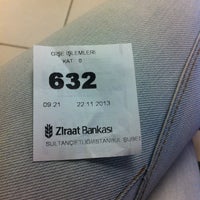 GİŞE İŞLEMLERİ
KAT 0
632
09:21 22.11.2013
Ziraat Bankası
SULTANÇİFTLİĞİ/İSTANBUL ŞUBESİ